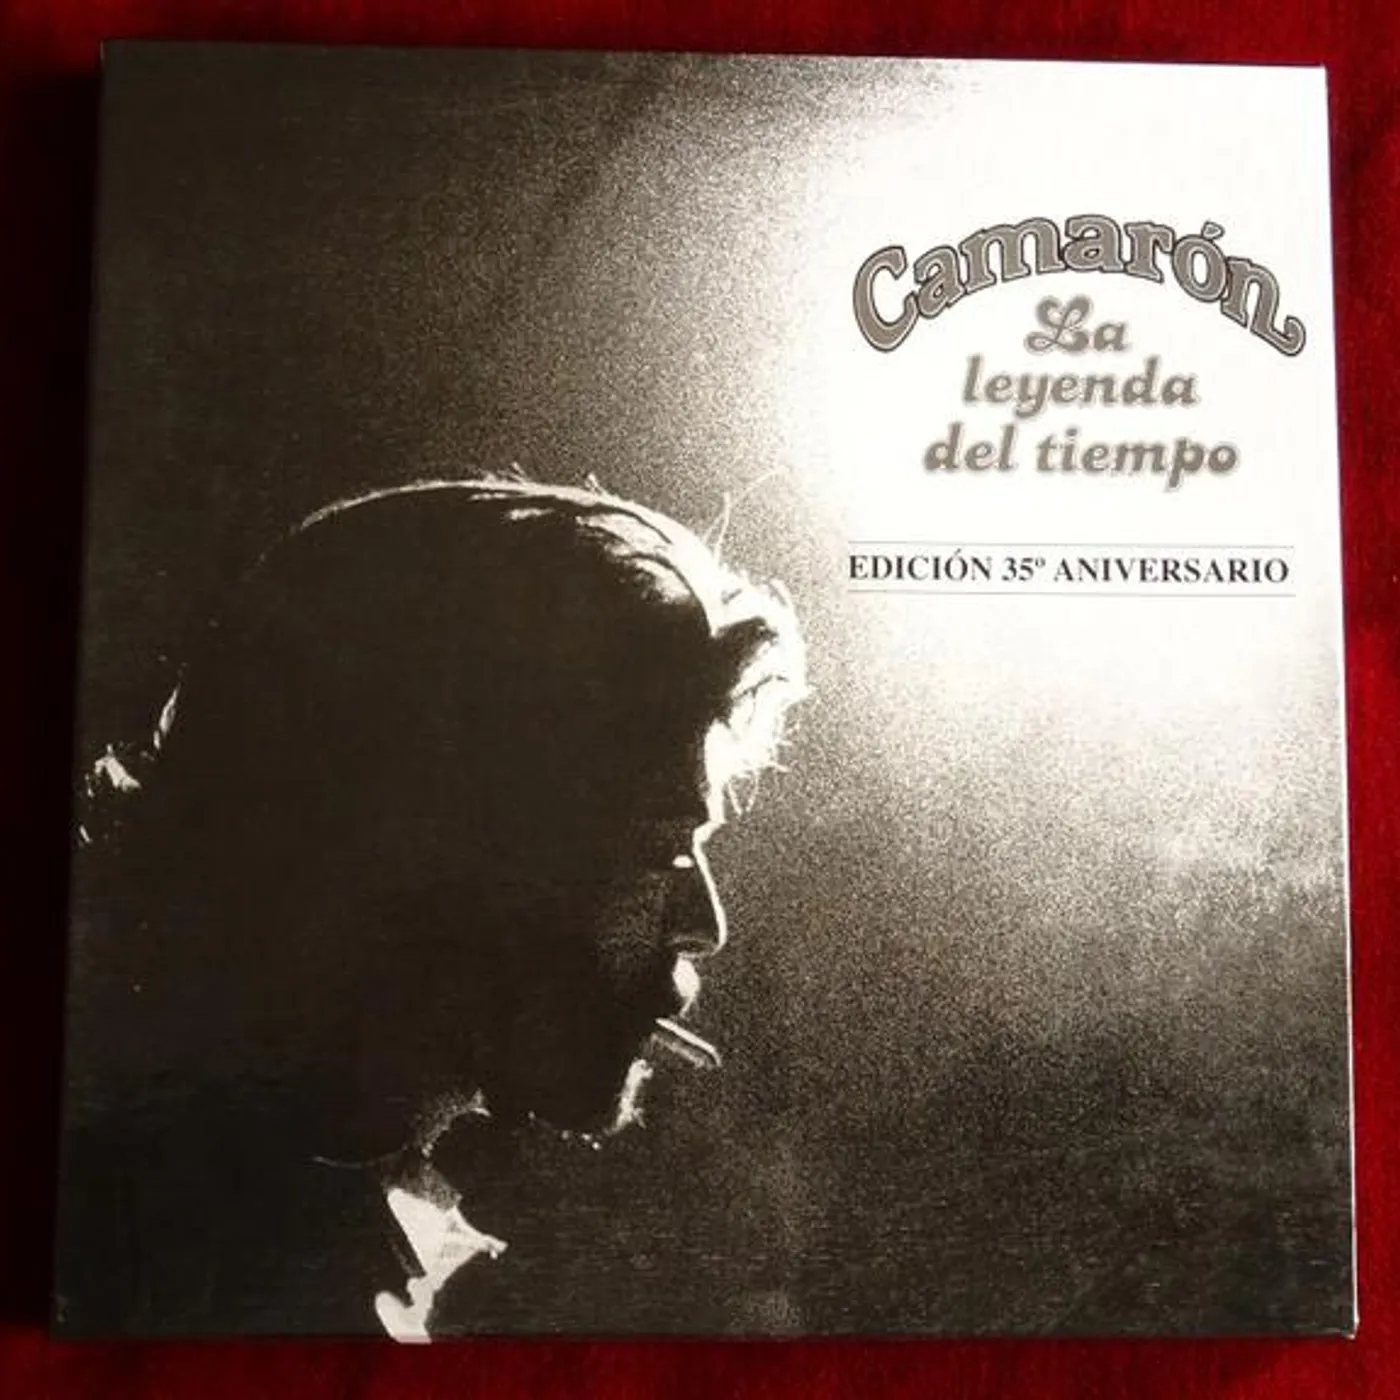 Camarón
La
leyenda
del tiempo
EDICIÓN 35º ANIVERSARIO